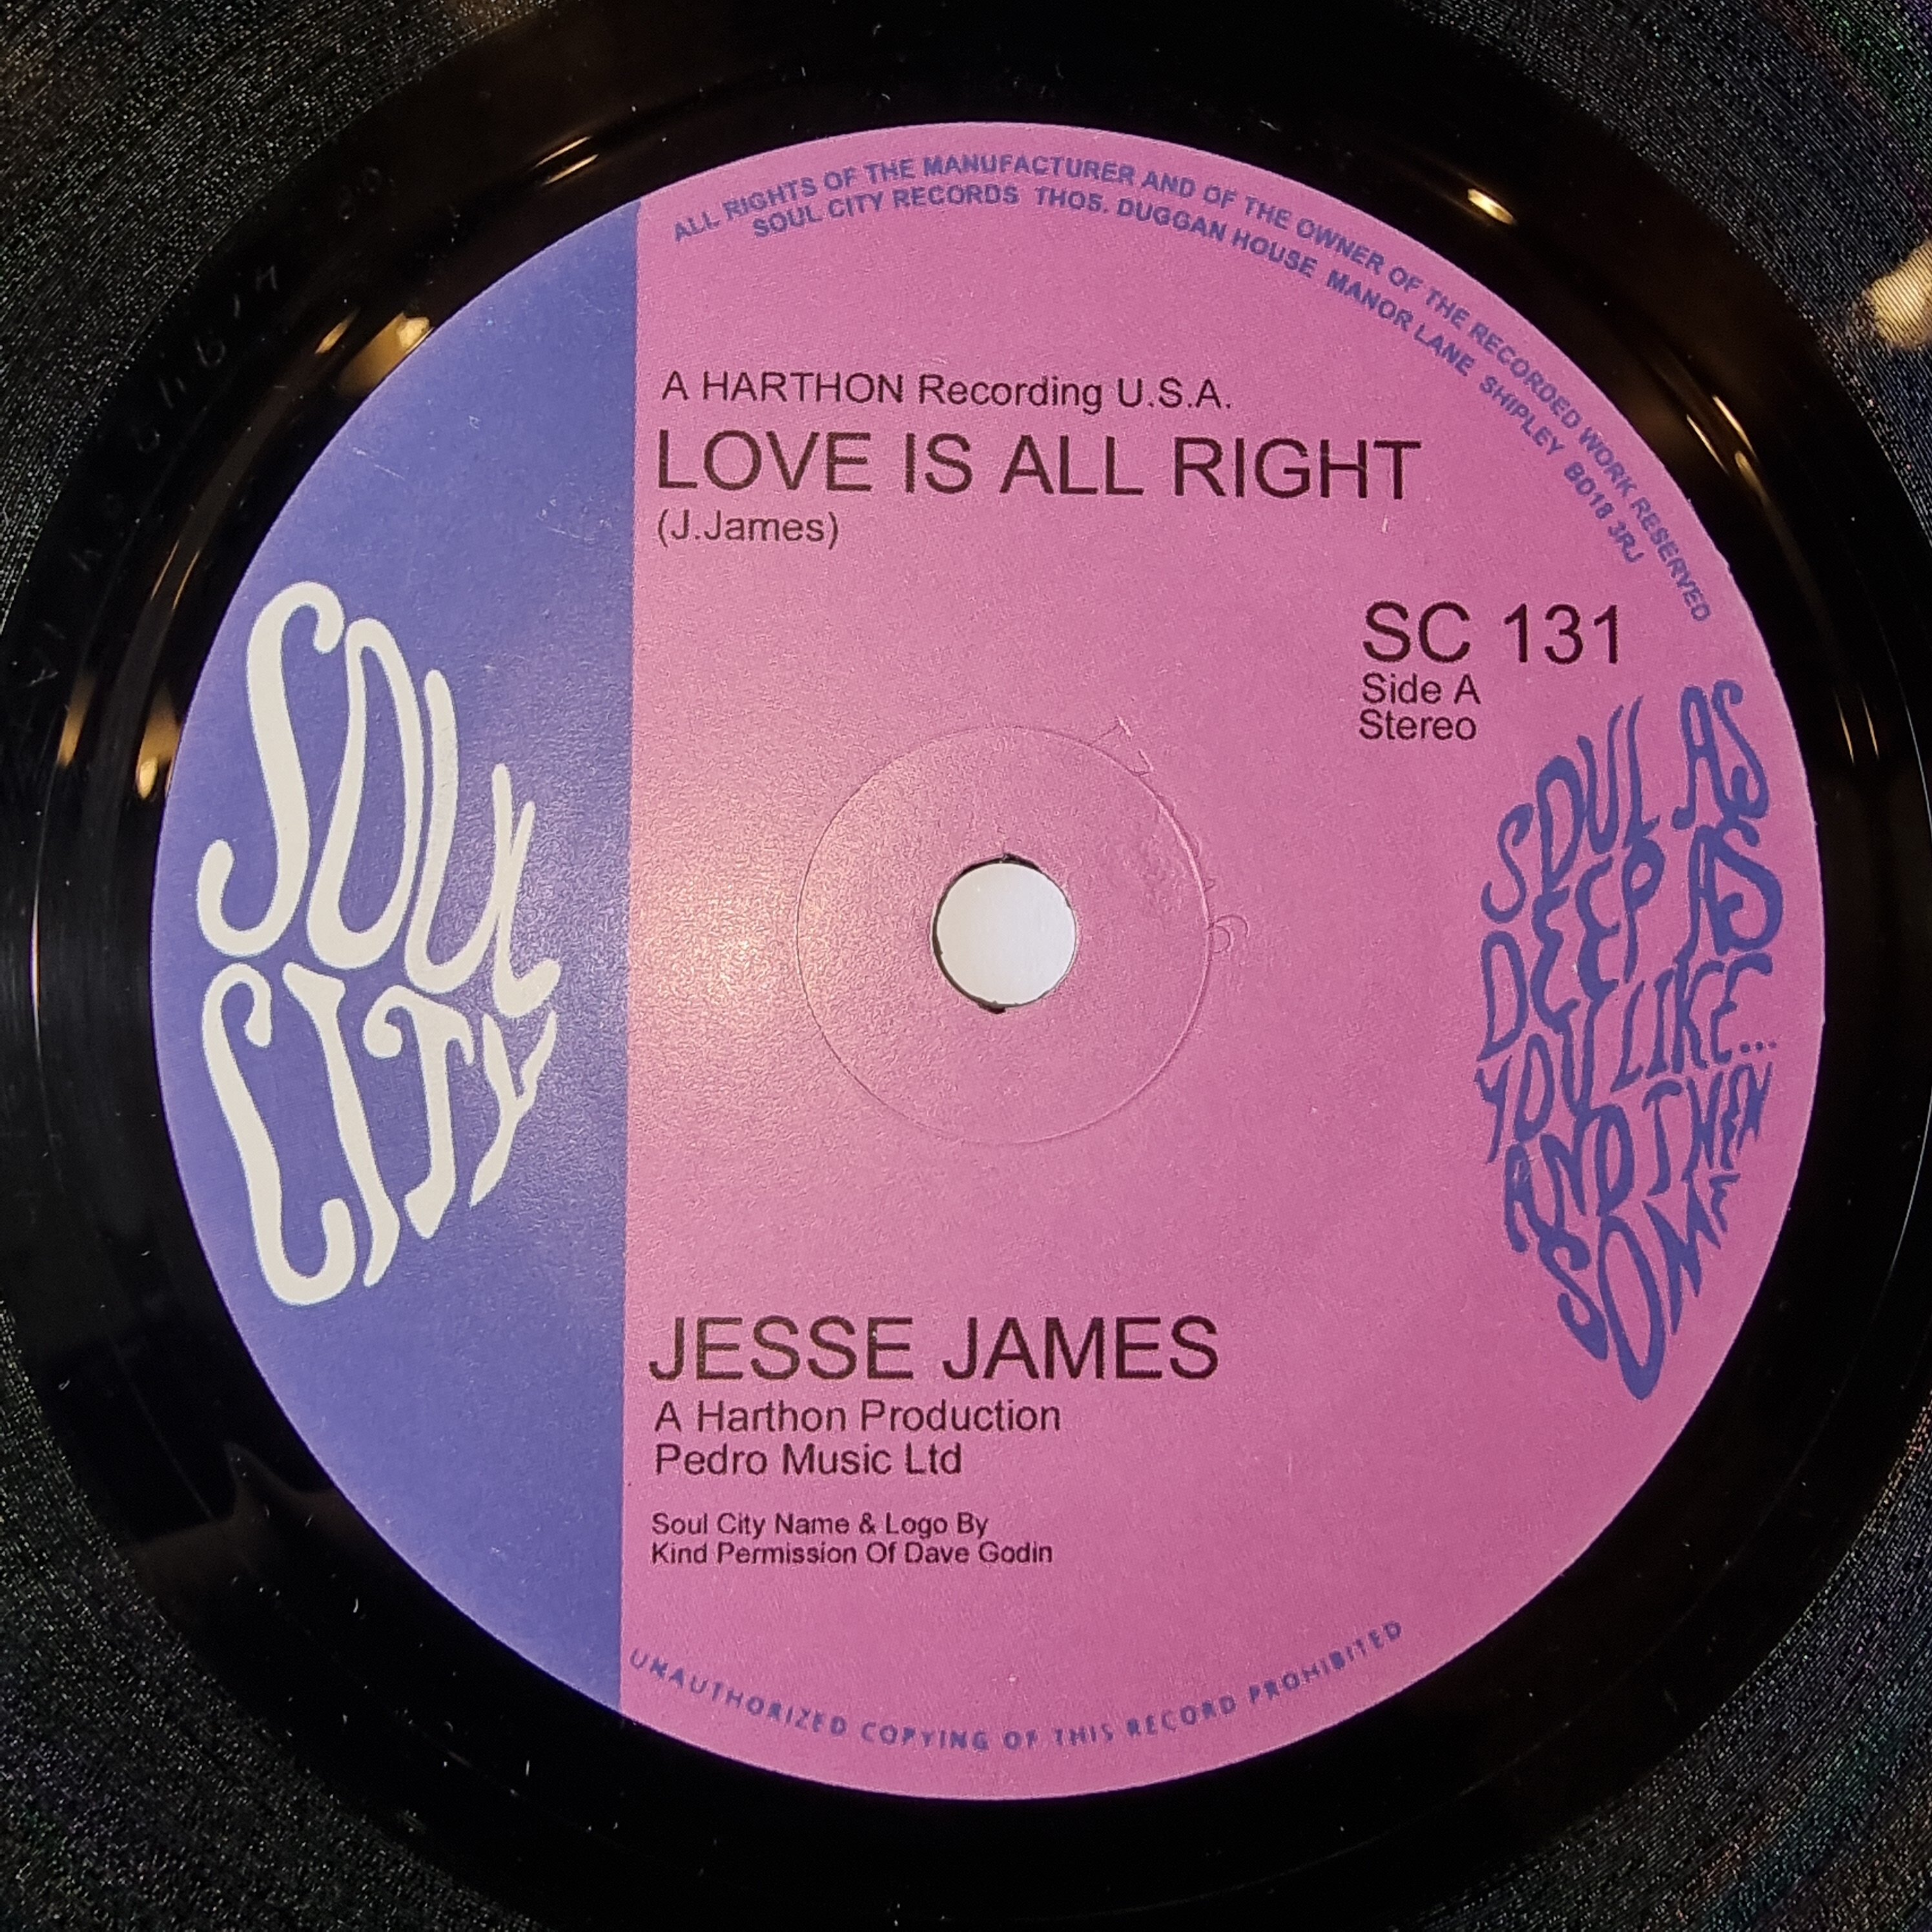 ALL RIGHTS OF THE MANUFACTURER AND OF THE OWNER OF THE RECORDED WORK RESERVED
SOUL CITY RECORDS THOS. DUGGAN HOUSE MANOR LANE SHIPLEY BD18 3RJ
A HARTHON Recording U.S.A.
LOVE IS ALL RIGHT
(J.James)
SC 131
Side A
Stereo
SOUL
CITY
SOUL AS
DEEP AS
YOU LIKE...
AND THEN
SOME
JESSE JAMES
A Harthon Production
Pedro Music Ltd
Soul City Name & Logo By
Kind Permission Of Dave Godin
UNAUTHORIZED COPYING OF THIS RECORD PROHIBITED